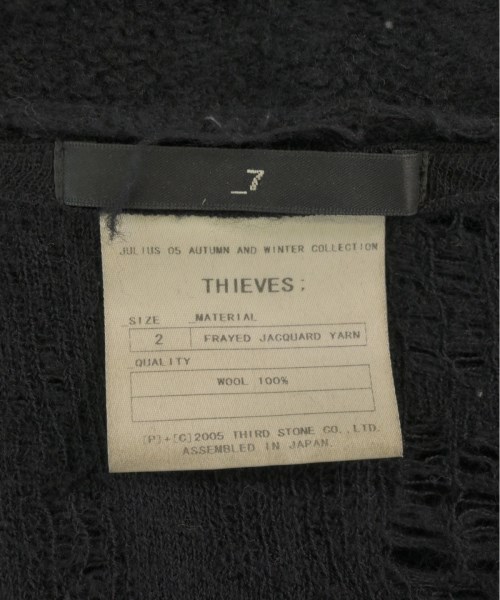 _7
JULIUS 05 AUTUMN AND WINTER COLLECTION
THIEVES;
SIZE MATERIAL
2 FRAYED JACQUARD YARN
QUALITY
WOOL 100%
[P]+[C]2005 THIRD STONE CO.,LTD.
ASSEMBLED IN JAPAN.